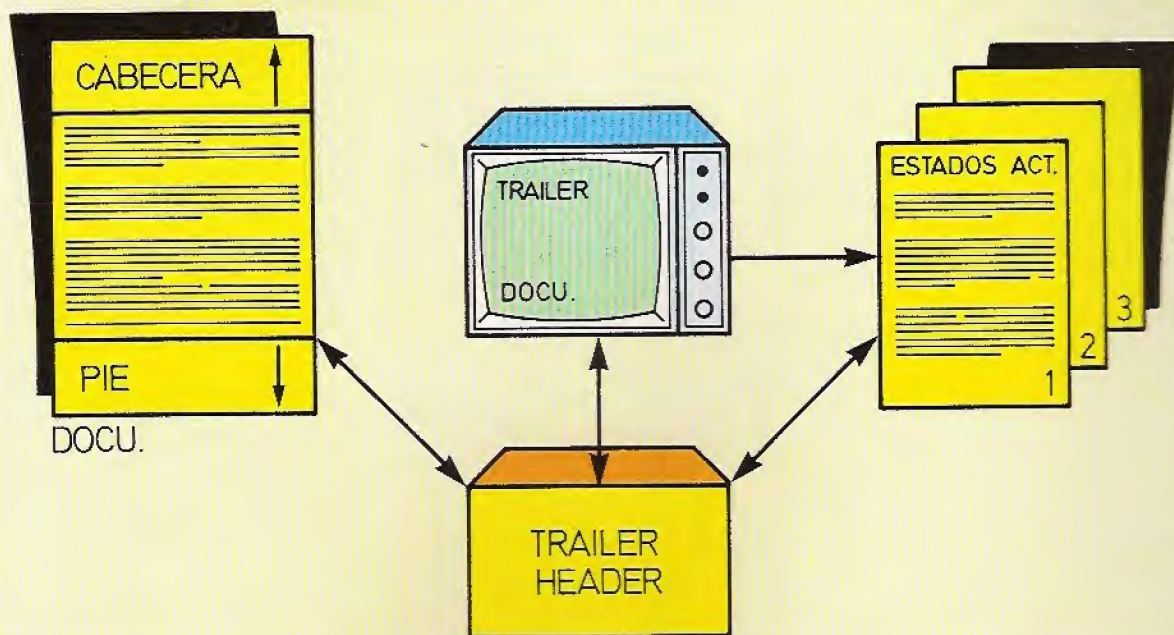 CABECERA
PIE
DOCU.
TRAILER
DOCU.
ESTADOS ACT.
1
2
3
TRAILER
HEADER